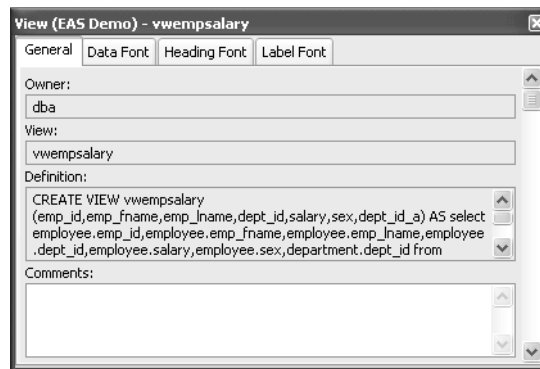 View (EAS Demo) - vwempsalary
General Data Font Heading Font Label Font
Owner:
dba
View:
vwempsalary
Definition:
CREATE VIEW vwempsalary
(emp_id,emp_fname,emp_lname,dept_id,salary,sex,dept_id_a) AS select
employee.emp_id,employee.emp_fname,employee.emp_lname,employee
.dept_id,employee.salary,employee.sex,department.dept_id from
Comments: